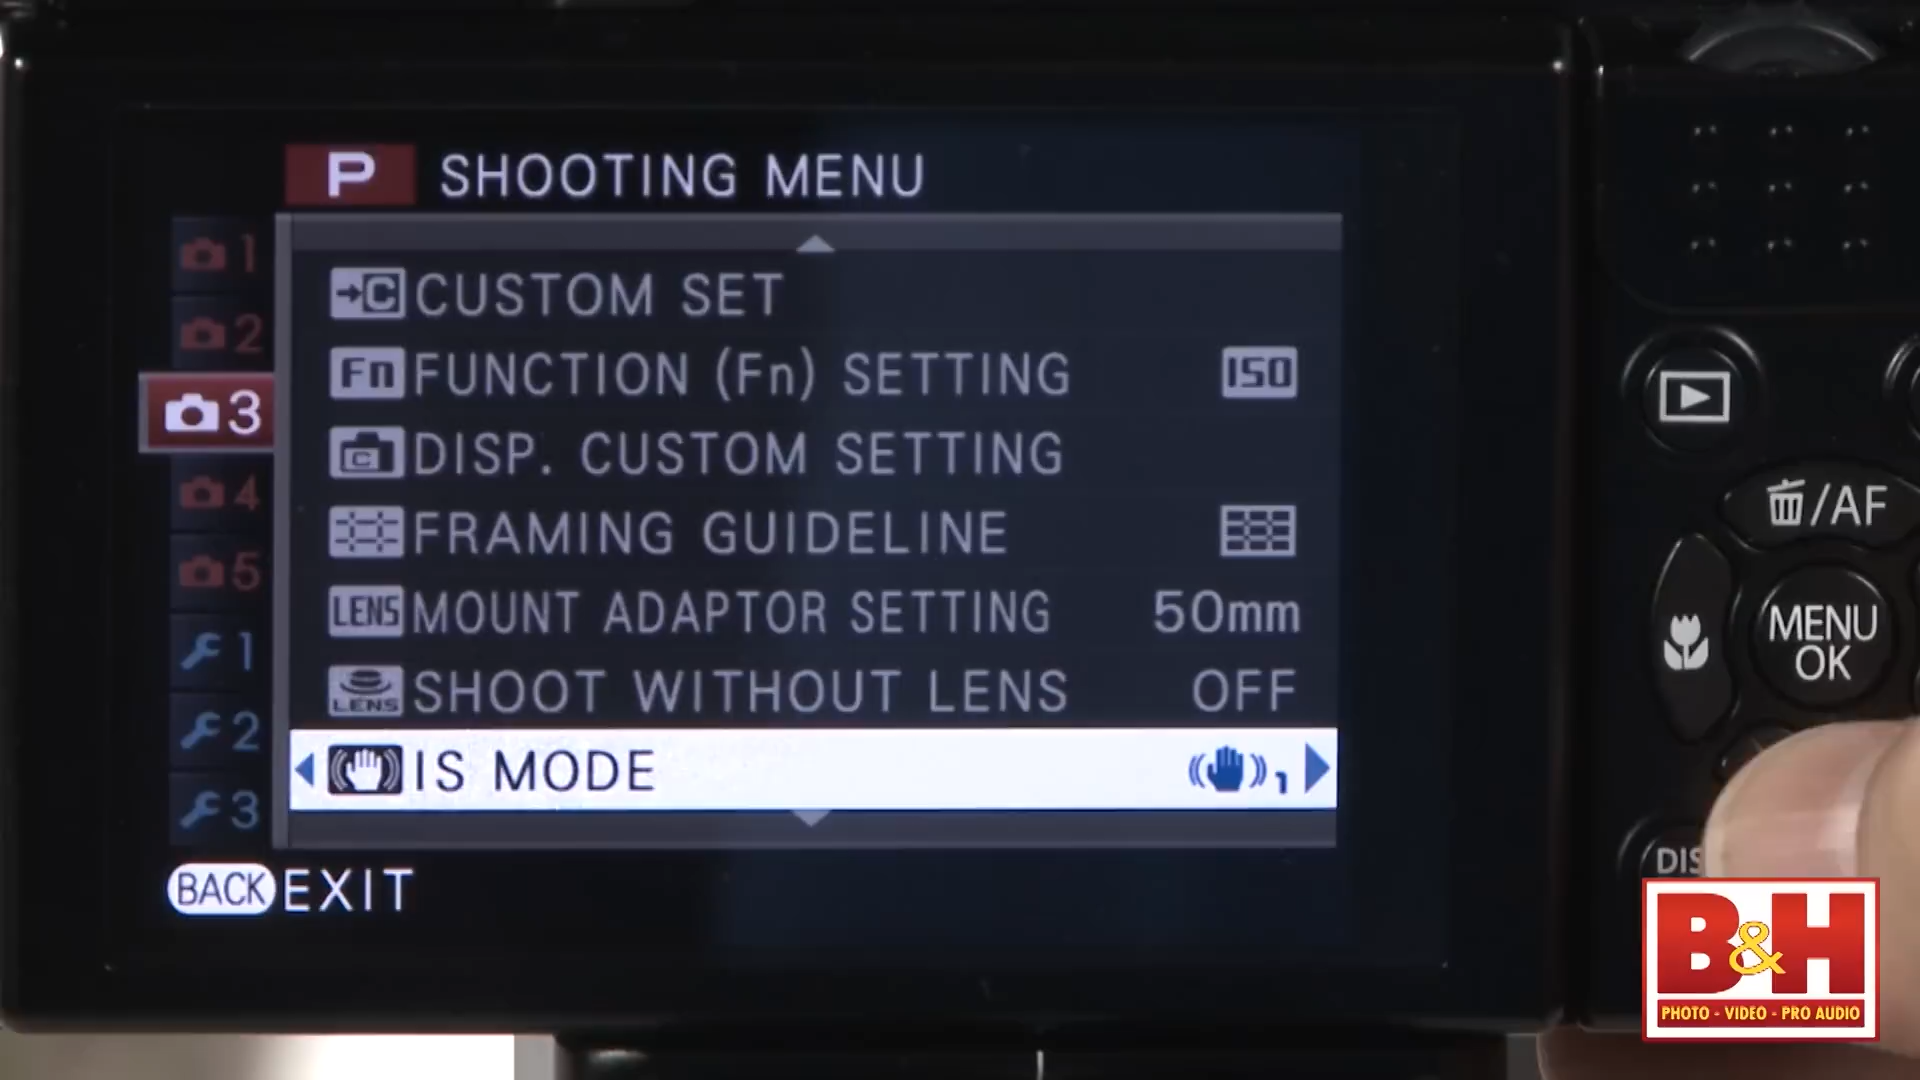 P SHOOTING MENU
1
→C CUSTOM SET
2
Fn FUNCTION (Fn) SETTING ISO
3
C DISP. CUSTOM SETTING
4
FRAMING GUIDELINE
5
LENS MOUNT ADAPTOR SETTING 50mm
1
LENS SHOOT WITHOUT LENS OFF
2
IS MODE 1
3
BACK EXIT
/AF
MENU
OK
B&H
PHOTO - VIDEO - PRO AUDIO